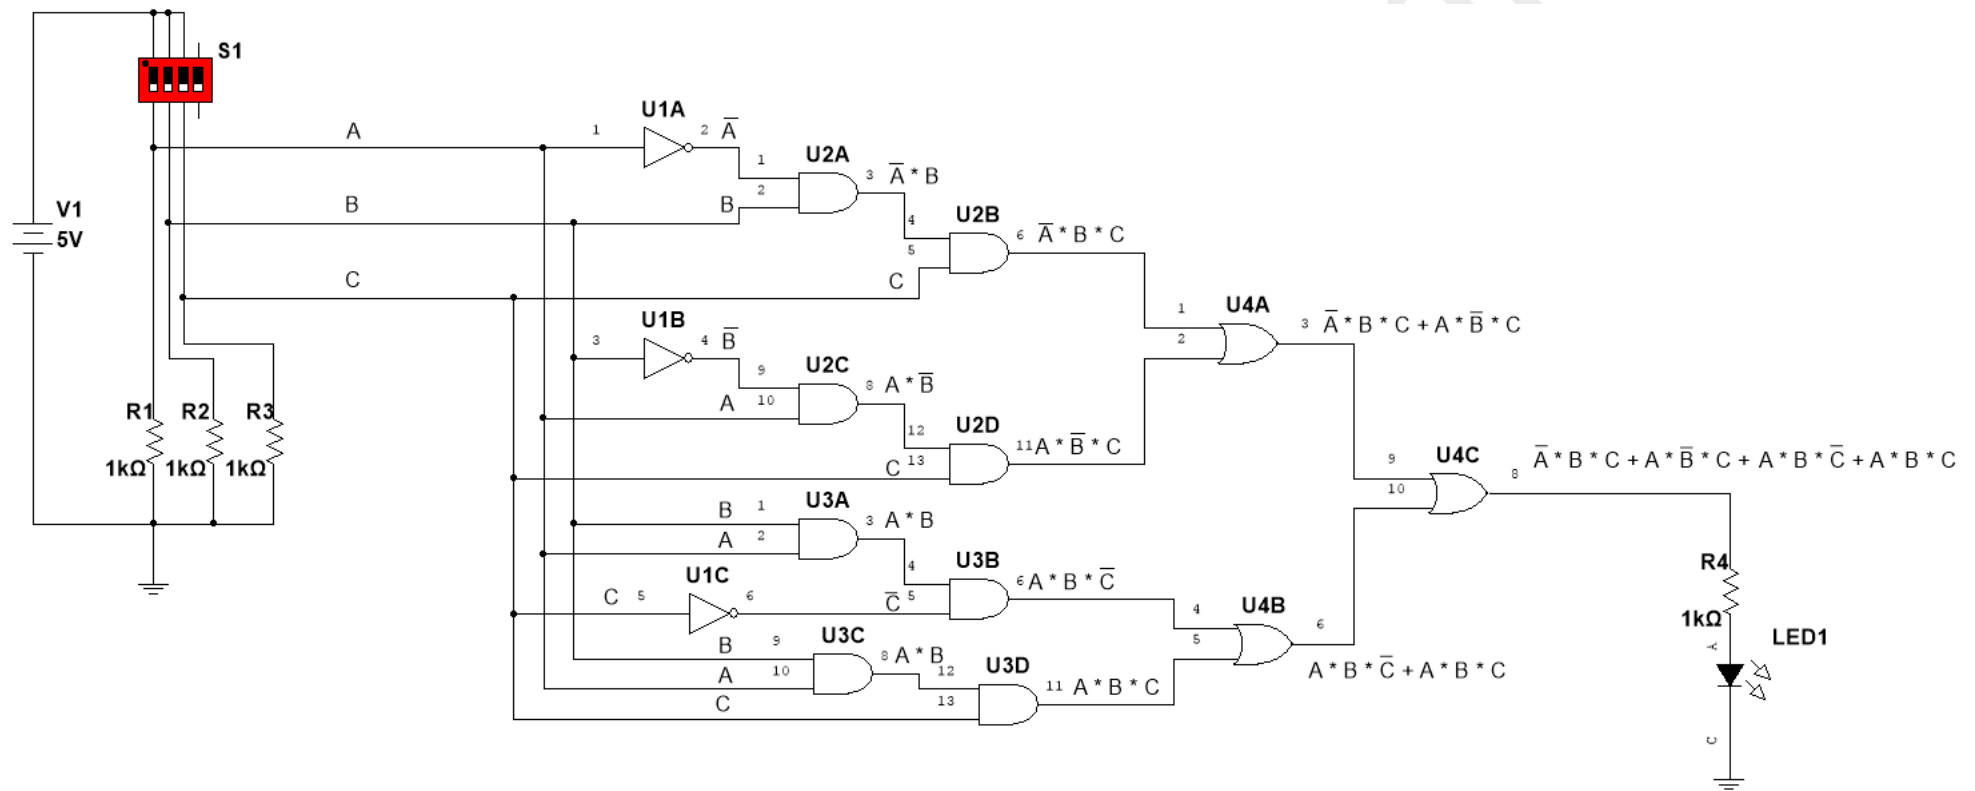 S1
V1
5V
R1
1kΩ
R2
1kΩ
R3
1kΩ
A
B
C
U1A
1
2
A̅
U2A
1
2
B
3
A̅ * B
U2B
4
5
C
6
A̅ * B * C
U1B
3
4
B̅
U2C
9
10
A
8
A * B̅
U2D
12
13
C
11
A * B̅ * C
U3A
B
1
A
2
3
A * B
U1C
C
5
6
C̅
U3B
4
5
6
A * B * C̅
U3C
B
9
A
10
8
A * B
C
U3D
12
13
11
A * B * C
U4A
1
2
3
A̅ * B * C + A * B̅ * C
U4B
4
5
6
A * B * C̅ + A * B * C
U4C
9
10
8
A̅ * B * C + A * B̅ * C + A * B * C̅ + A * B * C
R4
1kΩ
LED1
A
C